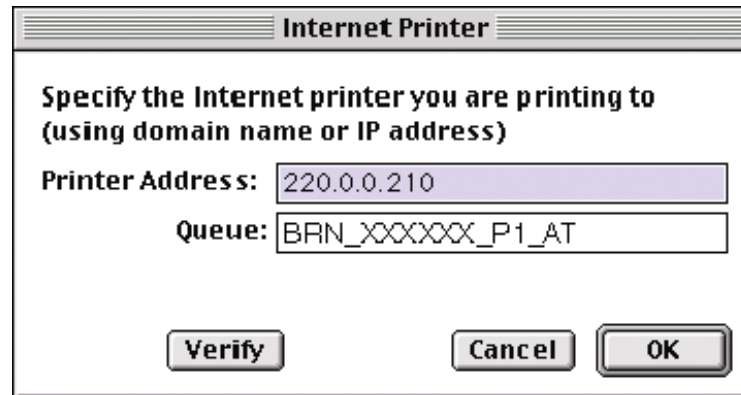 Internet Printer
Specify the Internet printer you are printing to
(using domain name or IP address)
Printer Address: 220.0.0.210
Queue: BRN_XXXXXX_P1_AT
Verify Cancel OK